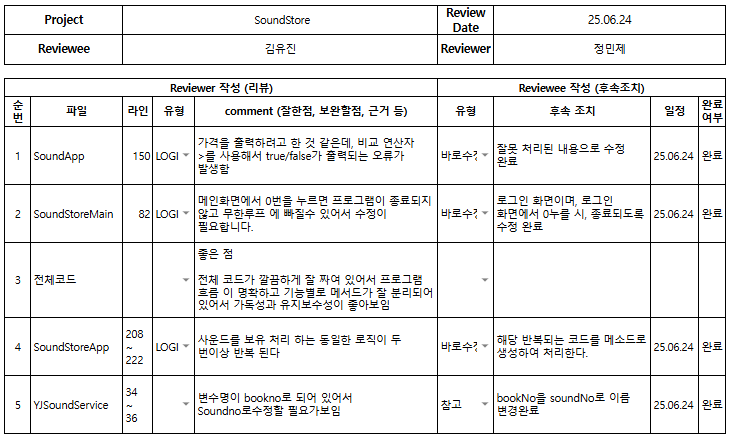 Project SoundStore Review Date 25.06.24
Reviewee 김유진 Reviewer 정민제
Reviewer 작성 (리뷰) Reviewee 작성 (후속조치)
순번 파일 라인 유형 comment (잘한점, 보완할점, 근거 등) 유형 후속 조치 일정 완료여부
1 SoundApp 150 LOGI 가격을 출력하려고 한 것 같은데, 비교 연산자
>를 사용해서 true/false가 출력되는 오류가
발생함
바로수정 잘못 처리된 내용으로 수정
완료
25.06.24 완료
2 SoundStoreMain 82 LOGI 메인화면에서 0번을 누르면 프로그램이 종료되지
않고 무한루프 에 빠질수 있어서 수정이
필요합니다.
바로수정 로그인 화면이며, 로그인
화면에서 0누를 시, 종료되도록
수정 완료
25.06.24 완료
3 전체코드 좋은 점
전체 코드가 깔끔하게 잘 짜여 있어서 프로그램
흐름 이 명확하고 기능별로 메서드가 잘 분리되어
있어서 가독성과 유지보수성이 좋아보임
4 SoundStoreApp 208
~
222
LOGI 사운드를 보유 처리 하는 동일한 로직이 두
번이상 반복 된다
바로수정 해당 반복되는 코드를 메소드로
생성하여 처리한다.
25.06.24 완료
5 YJSoundService 34
~
36
변수명이 bookno로 되어 있어서
Soundno로수정할 필요가보임
참고 bookNo을 soundNo로 이름
변경완료
25.06.24 완료